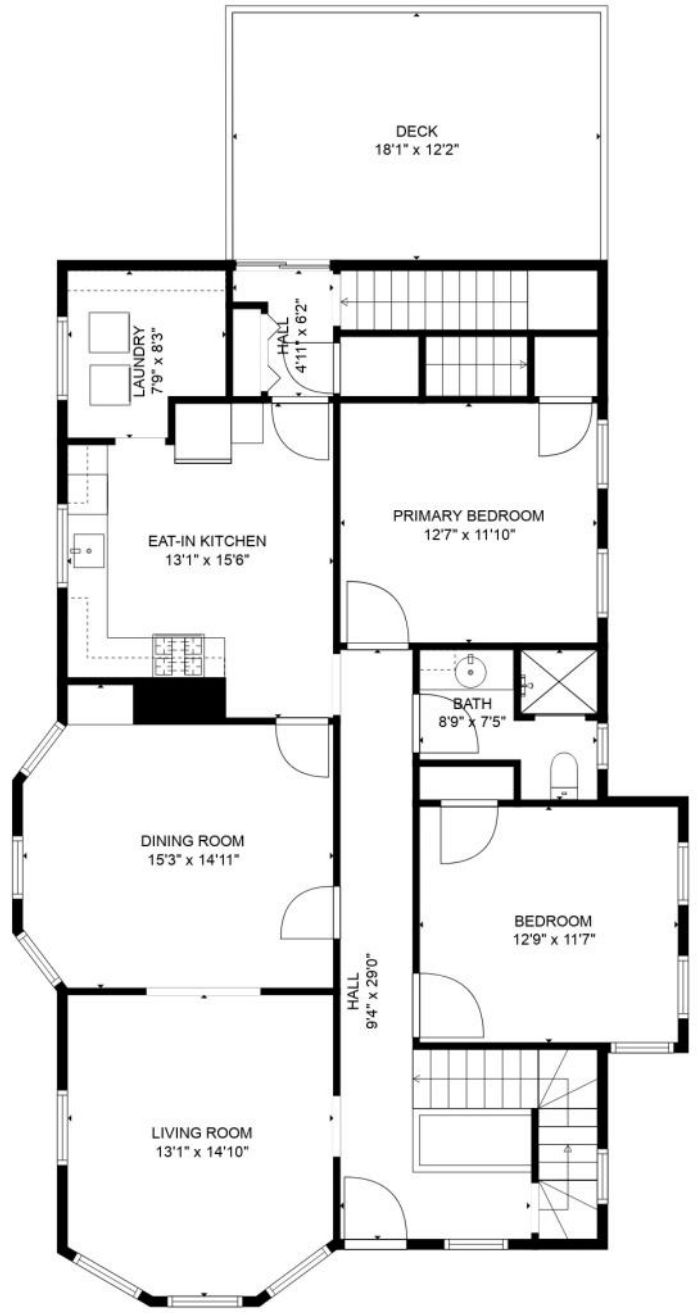 DECK
18'1" x 12'2"
HALL
4'11" x 6'2"
LAUNDRY
7'9" x 8'3"
PRIMARY BEDROOM
12'7" x 11'10"
EAT-IN KITCHEN
13'1" x 15'6"
BATH
8'9" x 7'5"
DINING ROOM
15'3" x 14'11"
BEDROOM
12'9" x 11'7"
HALL
9'4" x 29'0"
LIVING ROOM
13'1" x 14'10"